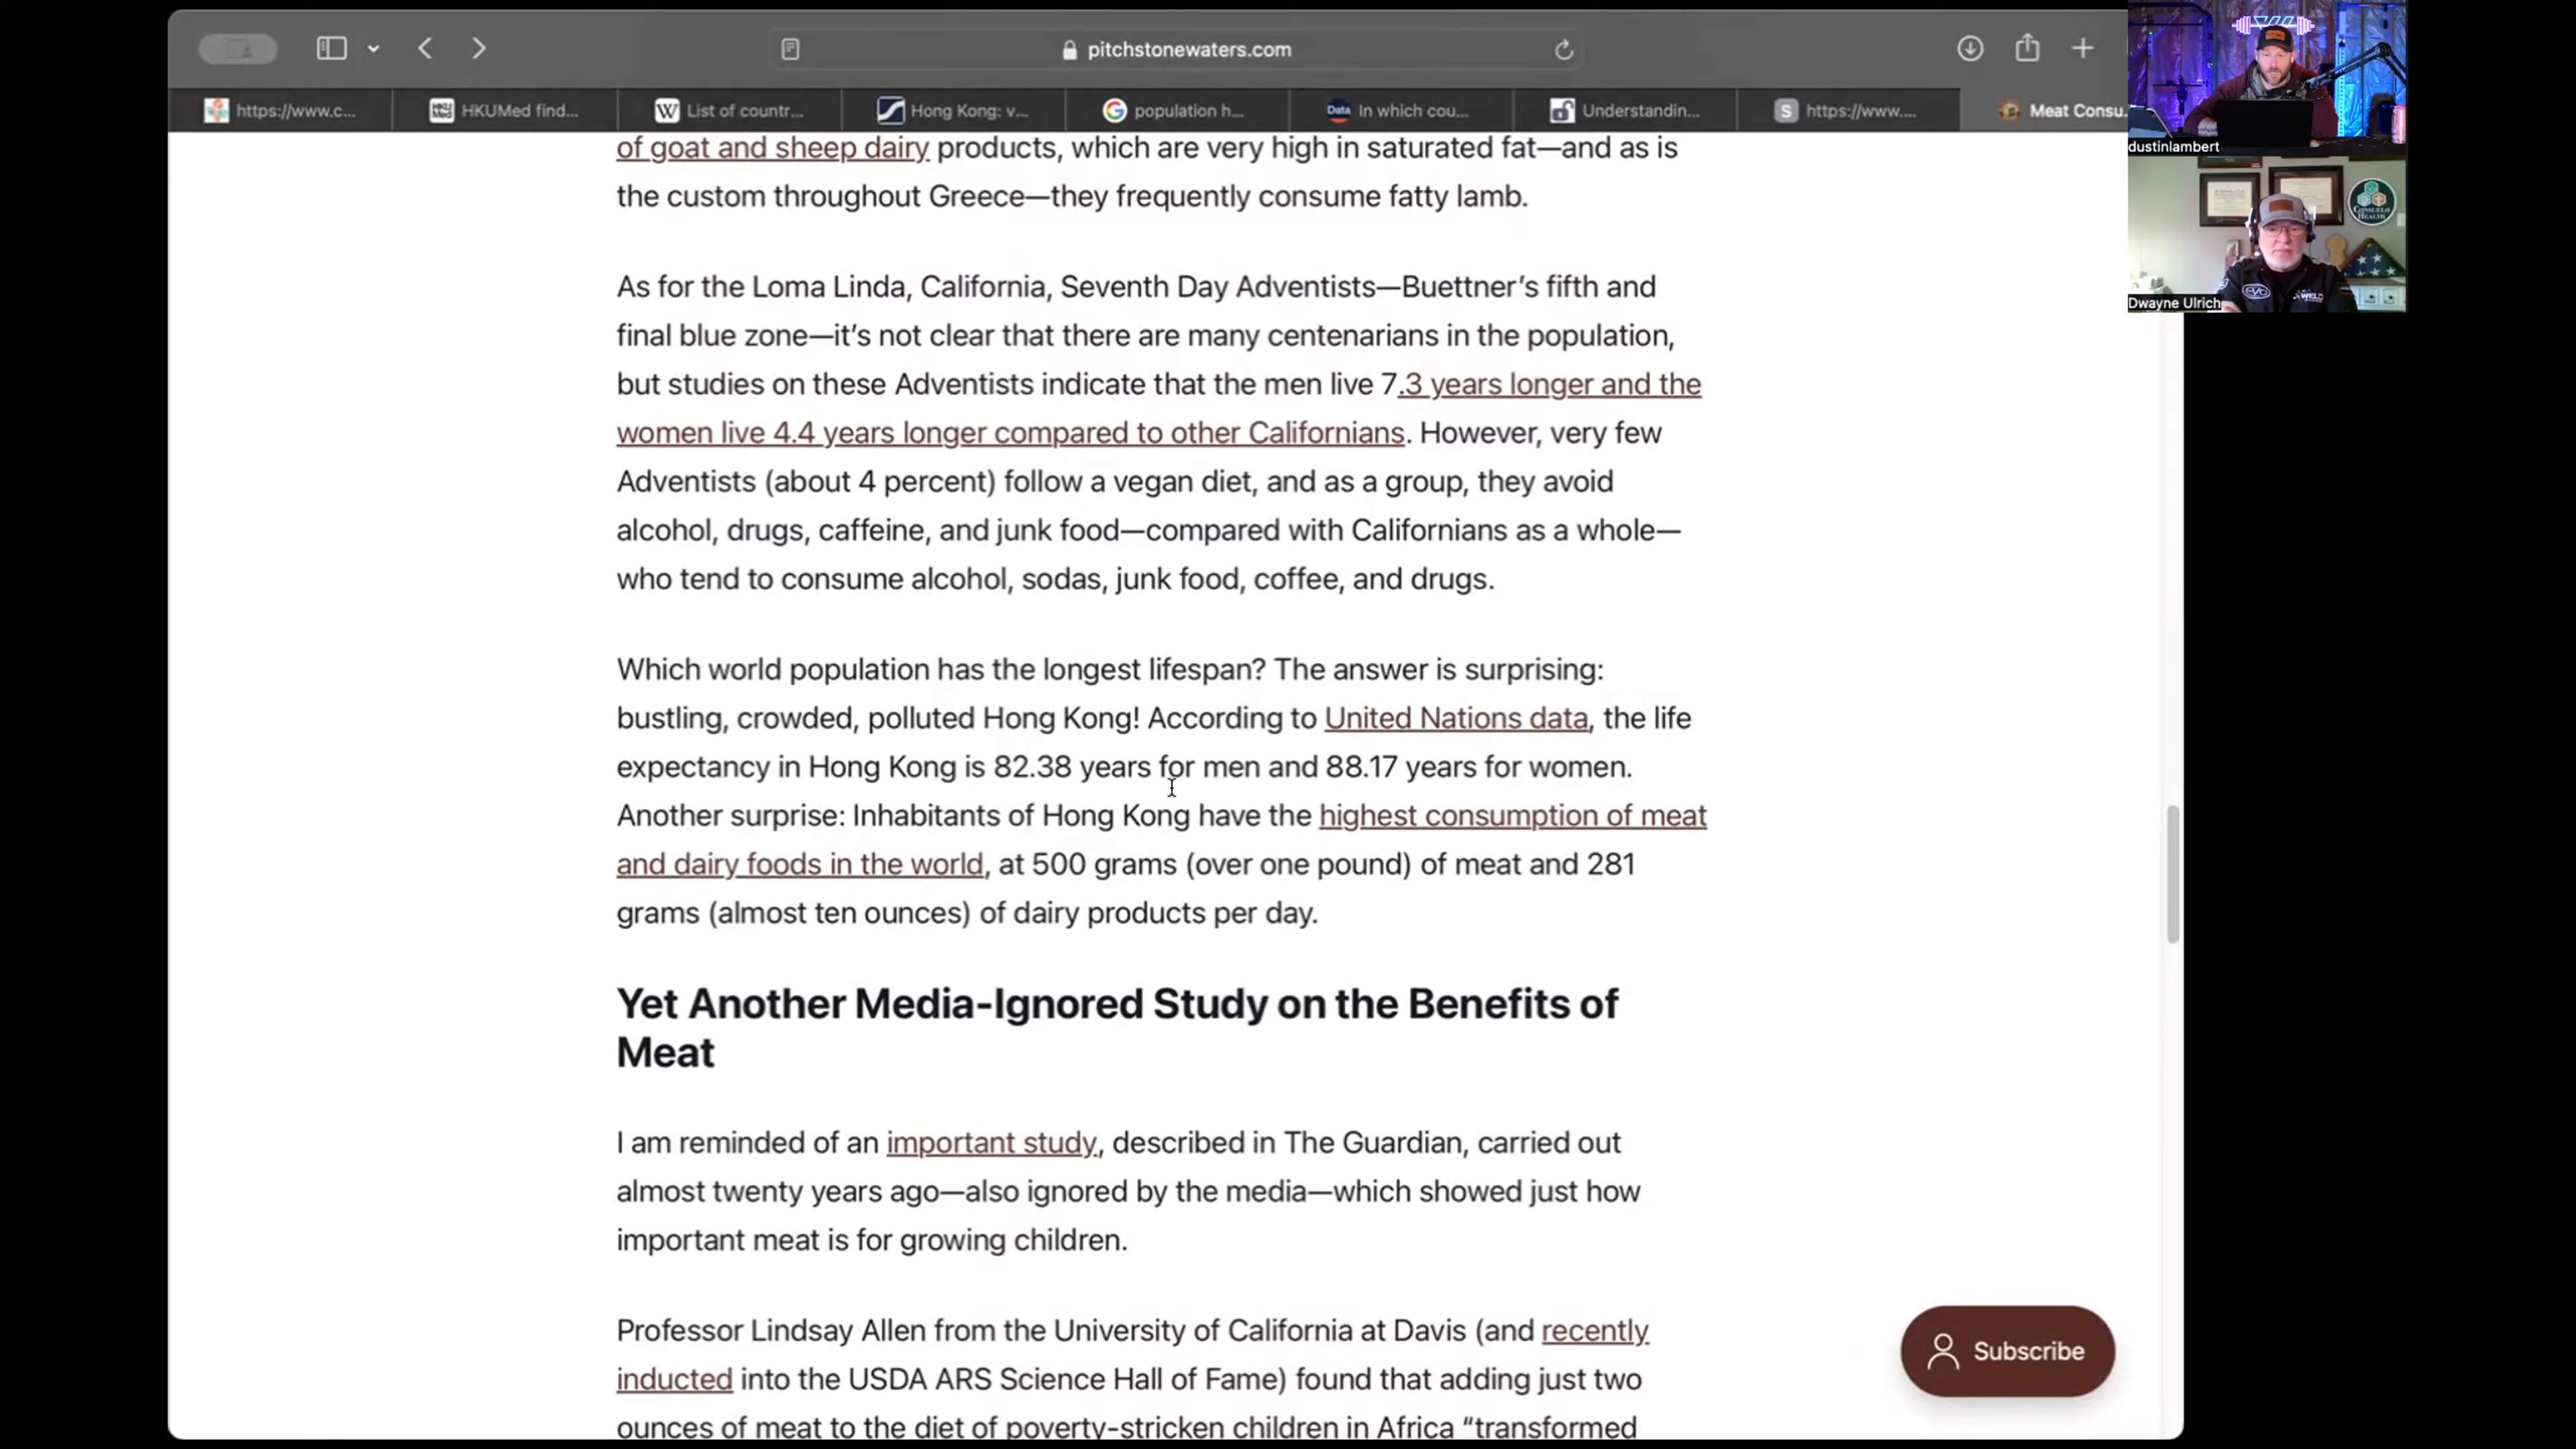 pitchstonewaters.com
https://www.c...
HKUMed find...
List of countr...
Hong Kong: v...
population h...
In which cou...
Understandin...
https://www....
Meat Consu.
of goat and sheep dairy products, which are very high in saturated fat—and as is
the custom throughout Greece—they frequently consume fatty lamb.
As for the Loma Linda, California, Seventh Day Adventists—Buettner’s fifth and
final blue zone—it’s not clear that there are many centenarians in the population,
but studies on these Adventists indicate that the men live 7.3 years longer and the
women live 4.4 years longer compared to other Californians. However, very few
Adventists (about 4 percent) follow a vegan diet, and as a group, they avoid
alcohol, drugs, caffeine, and junk food—compared with Californians as a whole—
who tend to consume alcohol, sodas, junk food, coffee, and drugs.
Which world population has the longest lifespan? The answer is surprising:
bustling, crowded, polluted Hong Kong! According to United Nations data, the life
expectancy in Hong Kong is 82.38 years for men and 88.17 years for women.
Another surprise: Inhabitants of Hong Kong have the highest consumption of meat
and dairy foods in the world, at 500 grams (over one pound) of meat and 281
grams (almost ten ounces) of dairy products per day.
Yet Another Media-Ignored Study on the Benefits of
Meat
I am reminded of an important study, described in The Guardian, carried out
almost twenty years ago—also ignored by the media—which showed just how
important meat is for growing children.
Professor Lindsay Allen from the University of California at Davis (and recently
inducted into the USDA ARS Science Hall of Fame) found that adding just two
ounces of meat to the diet of poverty-stricken children in Africa “transformed
Subscribe
dustinlambert
CONSUELO
HEALTH
Dwayne Ulrich